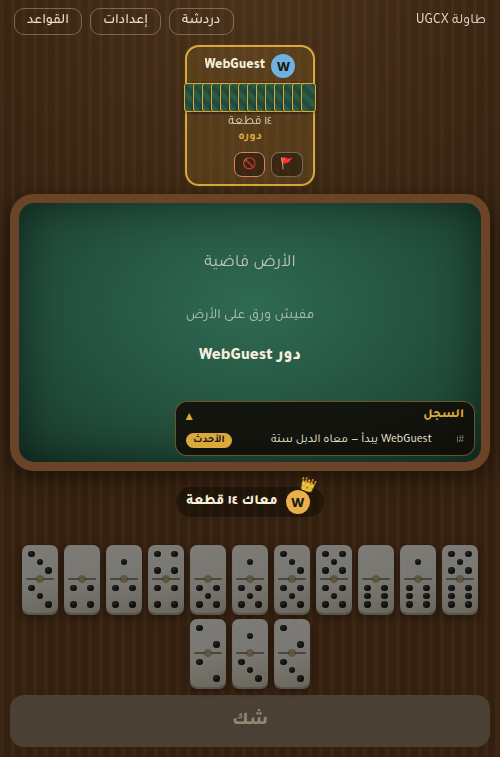 طاولة UGCX
دردشة
إعدادات
القواعد
W WebGuest
١٤ قطعة
دوره
الأرض فاضية
مفيش ورق على الأرض
دور WebGuest
السجل ▲
#١ WebGuest يبدأ – معاه الدبل ستة الأحدث
W معاك ١٤ قطعة
شك